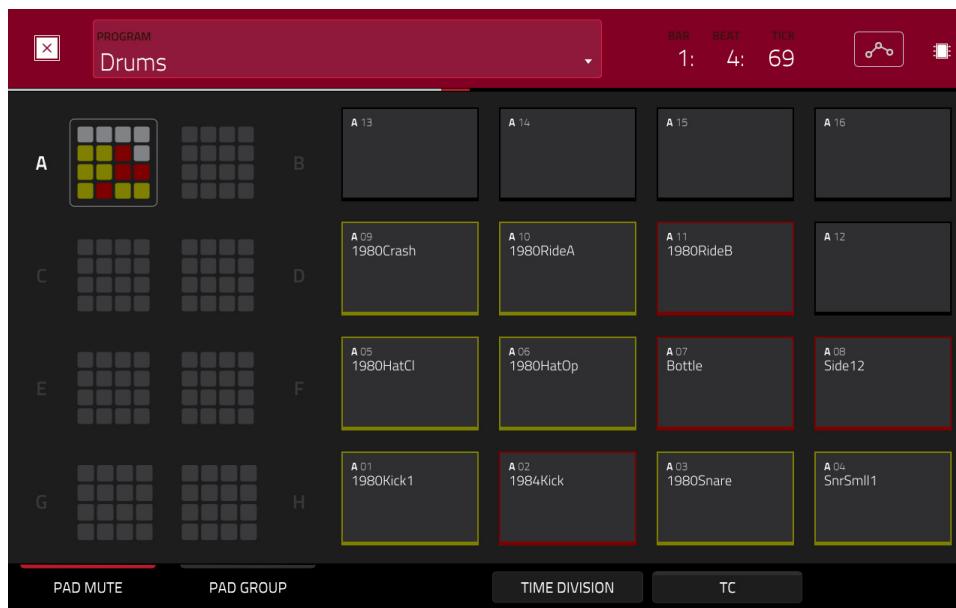 PROGRAM
Drums
BAR BEAT TICK
1: 4: 69
A
B
A 13
A 14
A 15
A 16
C
D
A 09
1980Crash
A 10
1980RideA
A 11
1980RideB
A 12
E
F
A 05
1980HatCl
A 06
1980HatOp
A 07
Bottle
A 08
Side12
G
H
A 01
1980Kick1
A 02
1984Kick
A 03
1980Snare
A 04
SnrSmll1
PAD MUTE
PAD GROUP
TIME DIVISION
TC